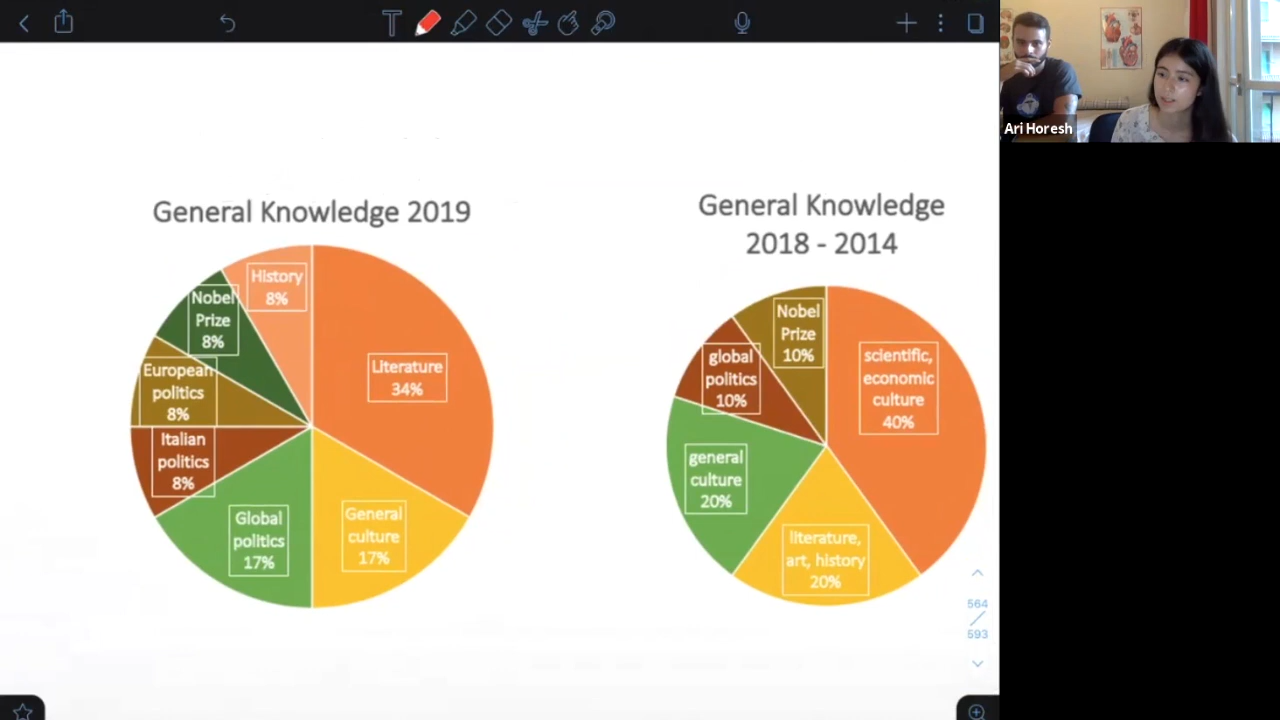 Ari Horesh
General Knowledge 2019
History
8%
Nobel
Prize
8%
European
politics
8%
Italian
politics
8%
Global
politics
17%
General
culture
17%
Literature
34%
General Knowledge
2018 - 2014
Nobel
Prize
10%
global
politics
10%
general
culture
20%
literature,
art, history
20%
scientific,
economic
culture
40%
564
593